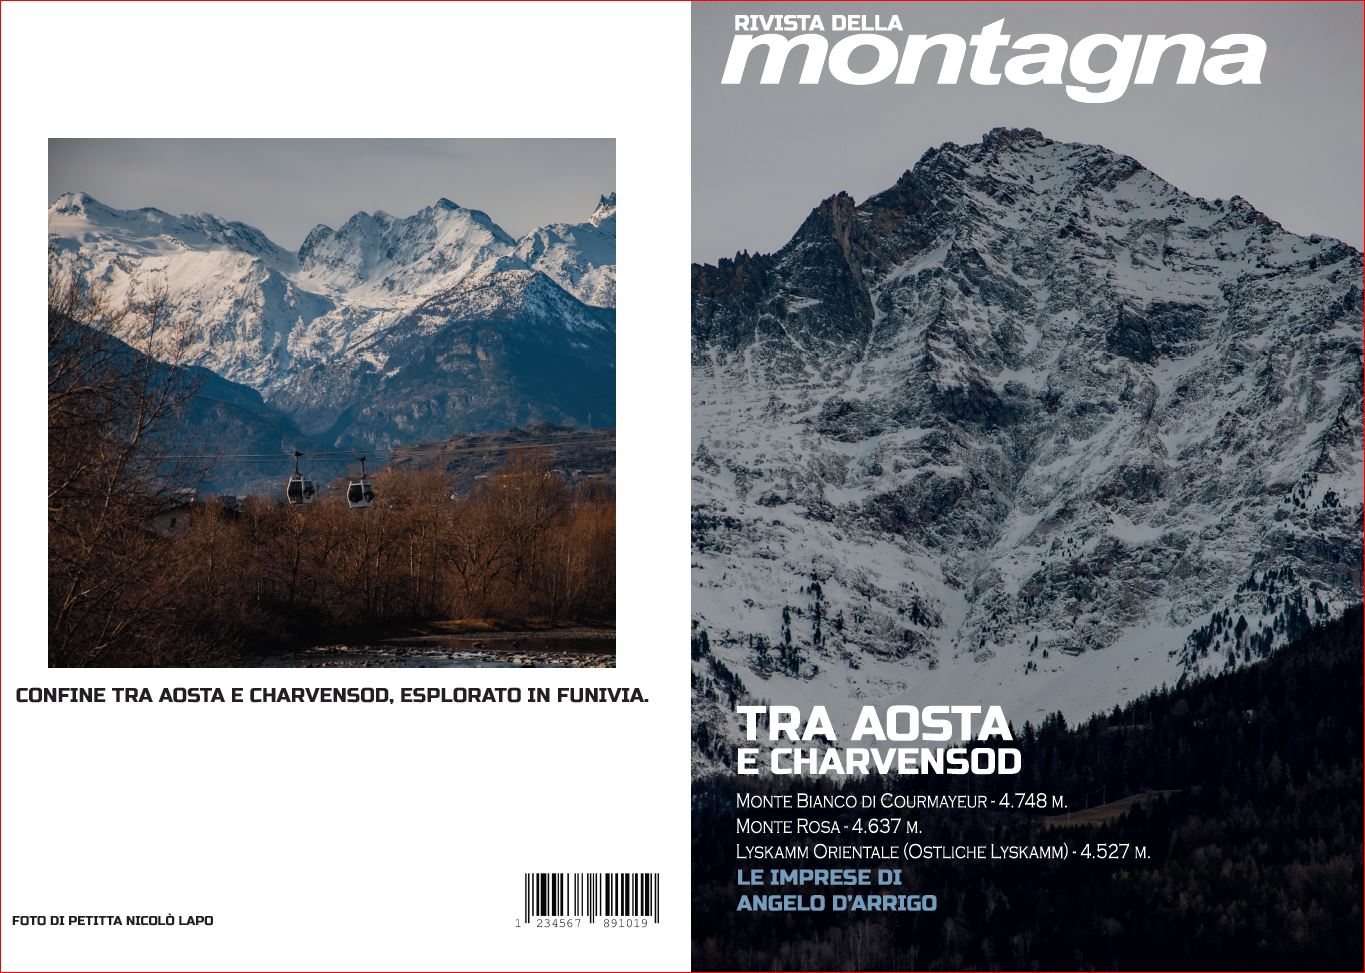 CONFINE TRA AOSTA E CHARVENSOD, ESPLORATO IN FUNIVIA.
FOTO DI PETITTA NICOLÒ LAPO
1 234567 891019
RIVISTA DELLA
montagna
TRA AOSTA
E CHARVENSOD
MONTE BIANCO DI COURMAYEUR - 4.748 M.
MONTE ROSA - 4.637 M.
LYSKAMM ORIENTALE (OSTLICHE LYSKAMM) - 4.527 M.
LE IMPRESE DI
ANGELO D'ARRIGO